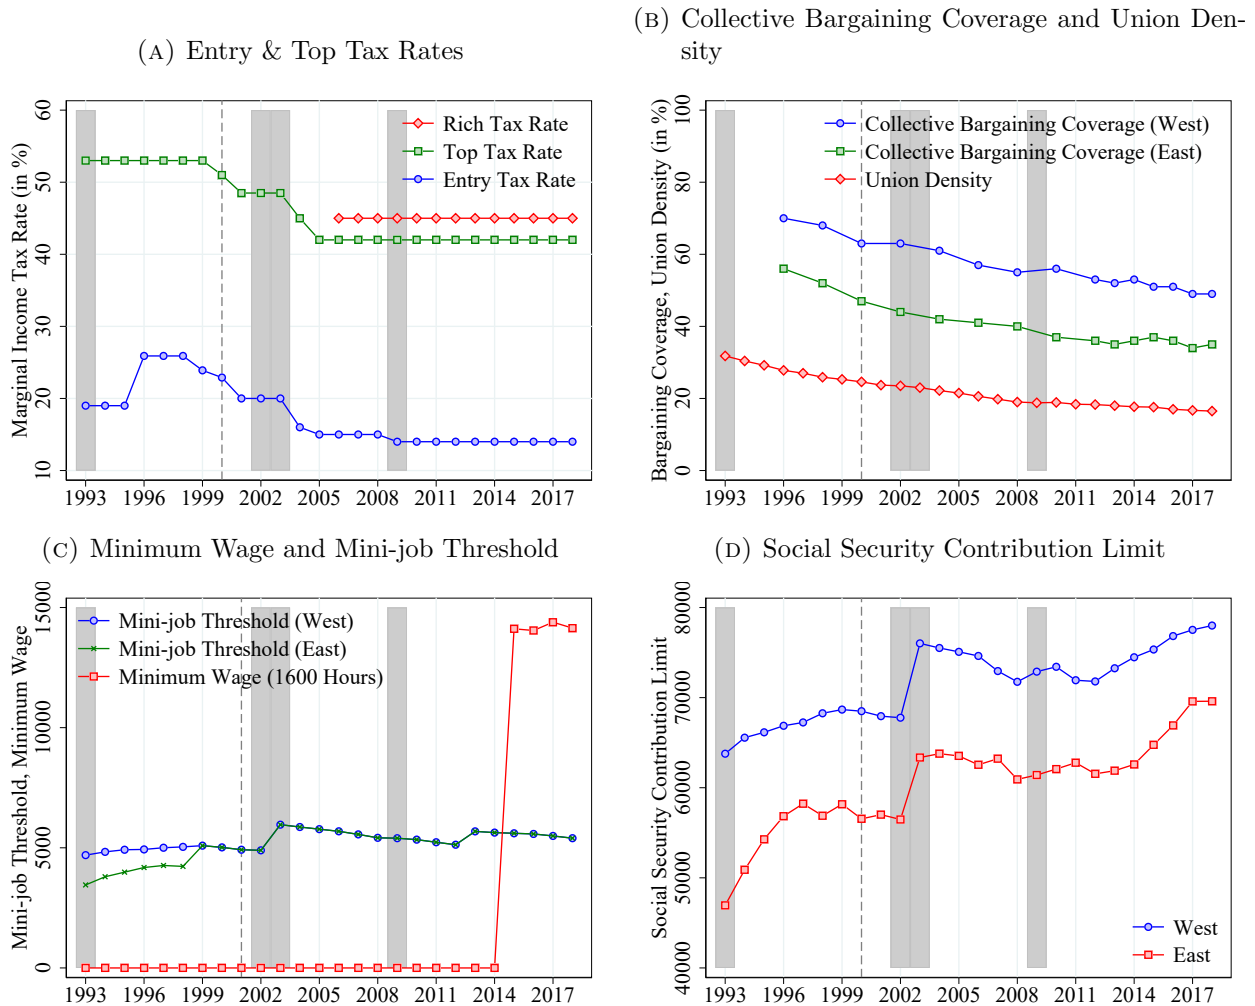 (A) Entry & Top Tax Rates
Marginal Income Tax Rate (in %)
60
50
40
30
20
10
Rich Tax Rate
Top Tax Rate
Entry Tax Rate
1993 1996 1999 2002 2005 2008 2011 2014 2017
(B) Collective Bargaining Coverage and Union Den-
sity
Bargaining Coverage, Union Density (in %)
100
80
60
40
20
0
Collective Bargaining Coverage (West)
Collective Bargaining Coverage (East)
Union Density
1993 1996 1999 2002 2005 2008 2011 2014 2017
(C) Minimum Wage and Mini-job Threshold
Mini-job Threshold, Minimum Wage
15000
10000
5000
0
Mini-job Threshold (West)
Mini-job Threshold (East)
Minimum Wage (1600 Hours)
1993 1996 1999 2002 2005 2008 2011 2014 2017
(D) Social Security Contribution Limit
Social Security Contribution Limit
80000
70000
60000
50000
40000
West
East
1993 1996 1999 2002 2005 2008 2011 2014 2017